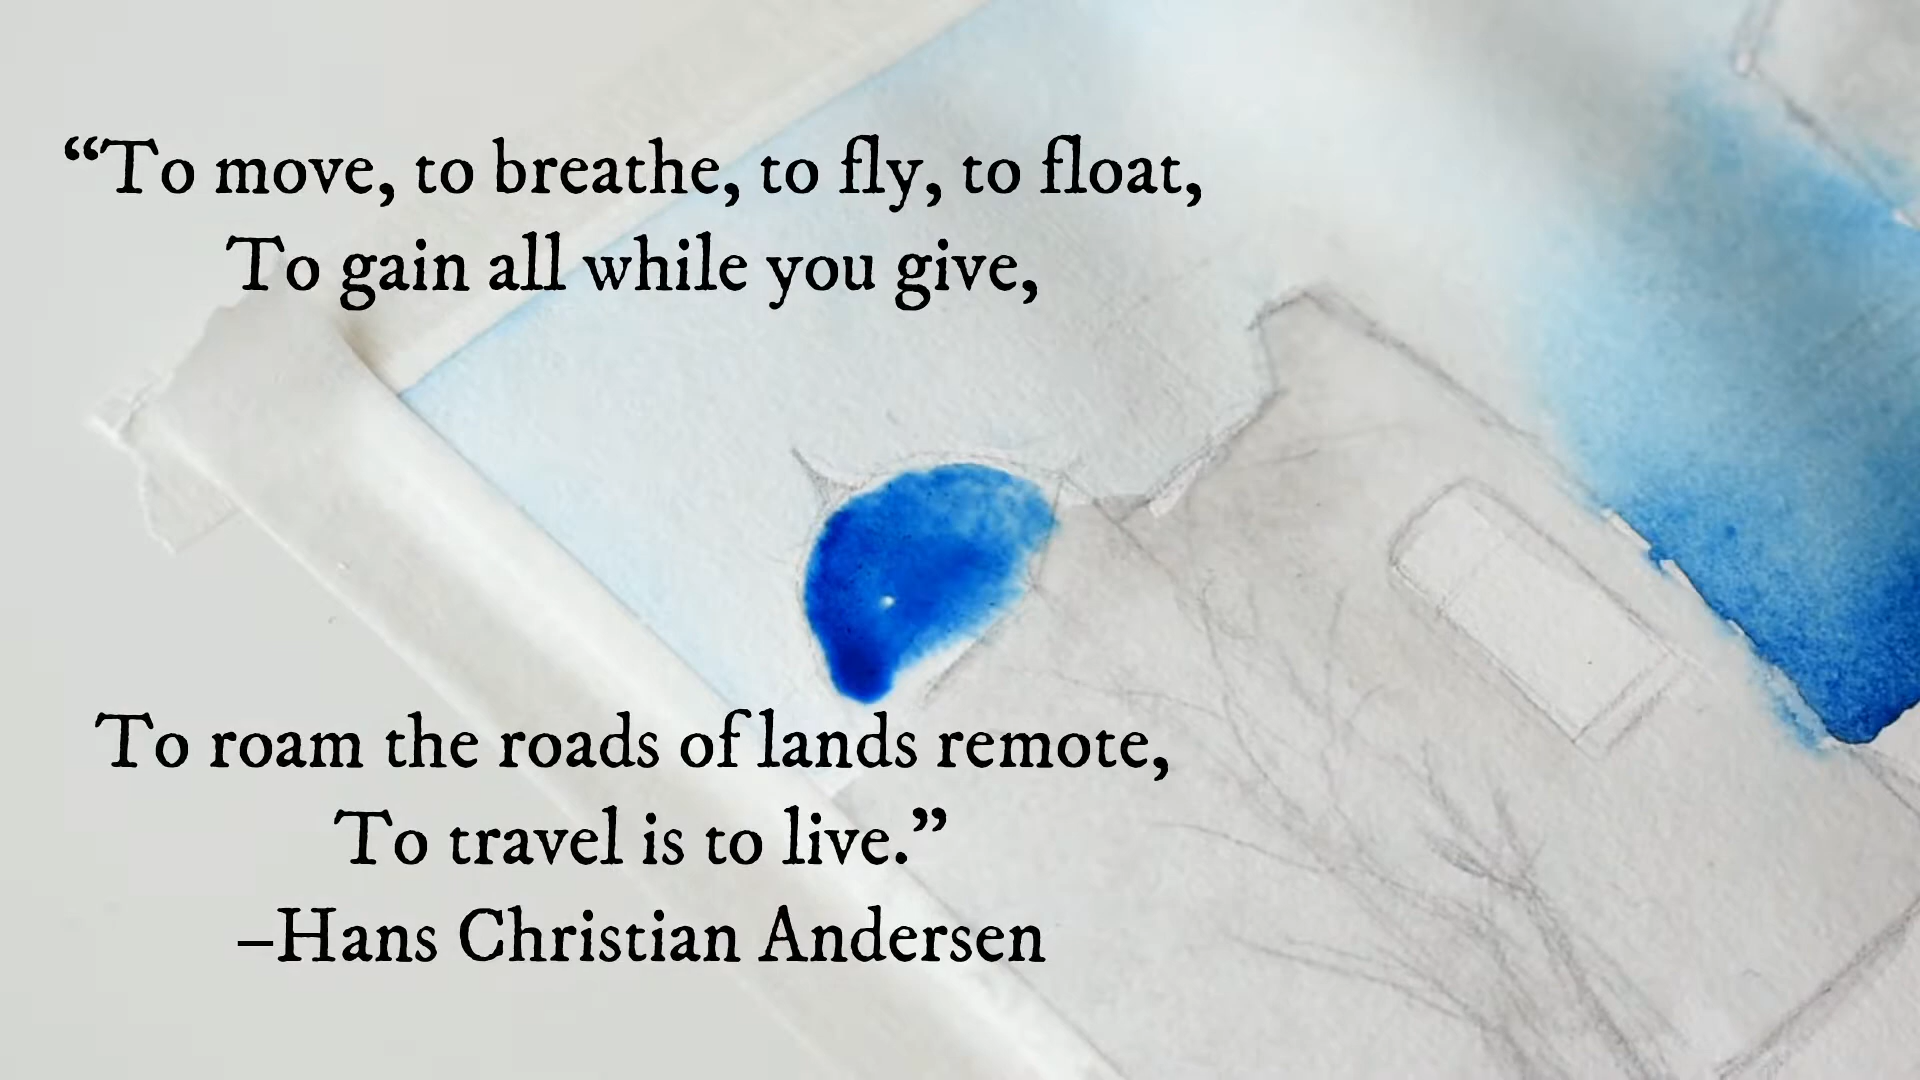 “To move, to breathe, to fly, to float,
To gain all while you give,
To roam the roads of lands remote,
To travel is to live.”
–Hans Christian Andersen